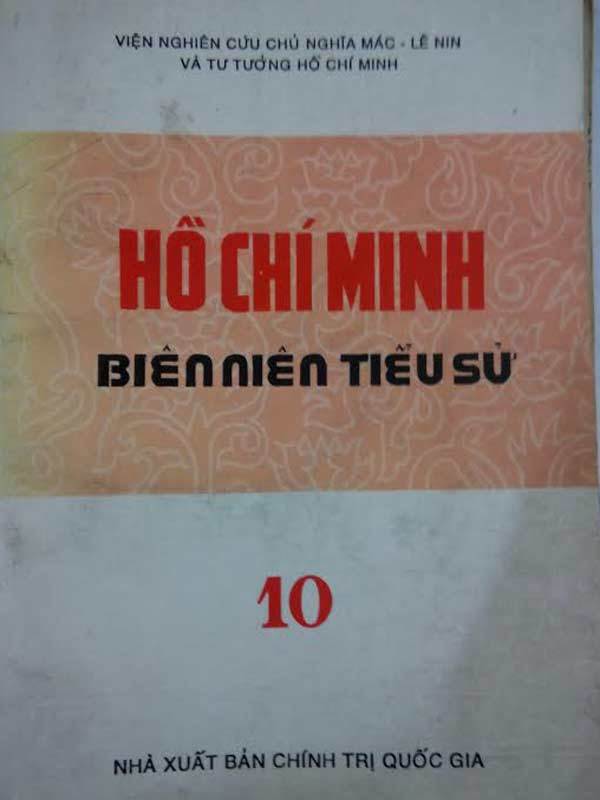 VIỆN NGHIÊN CỨU CHỦ NGHĨA MÁC - LÊ NIN
VÀ TƯ TƯỞNG HỒ CHÍ MINH
HỒ CHÍ MINH
BIÊN NIÊN TIỂU SỬ
10
NHÀ XUẤT BẢN CHÍNH TRỊ QUỐC GIA